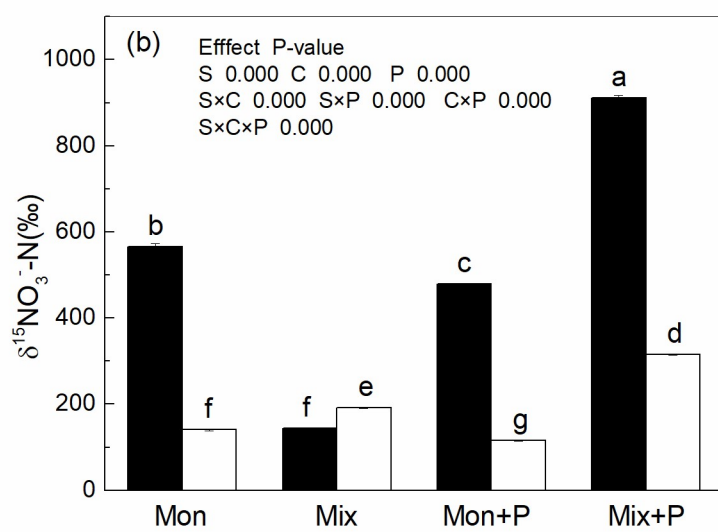 (b)
Efffect P-value
S 0.000 C 0.000 P 0.000
S×C 0.000 S×P 0.000 C×P 0.000
S×C×P 0.000
δ¹⁵NO₃⁻-N(‰)
1000
800
600
400
200
0
b
f
f
e
c
g
a
d
Mon Mix Mon+P Mix+P